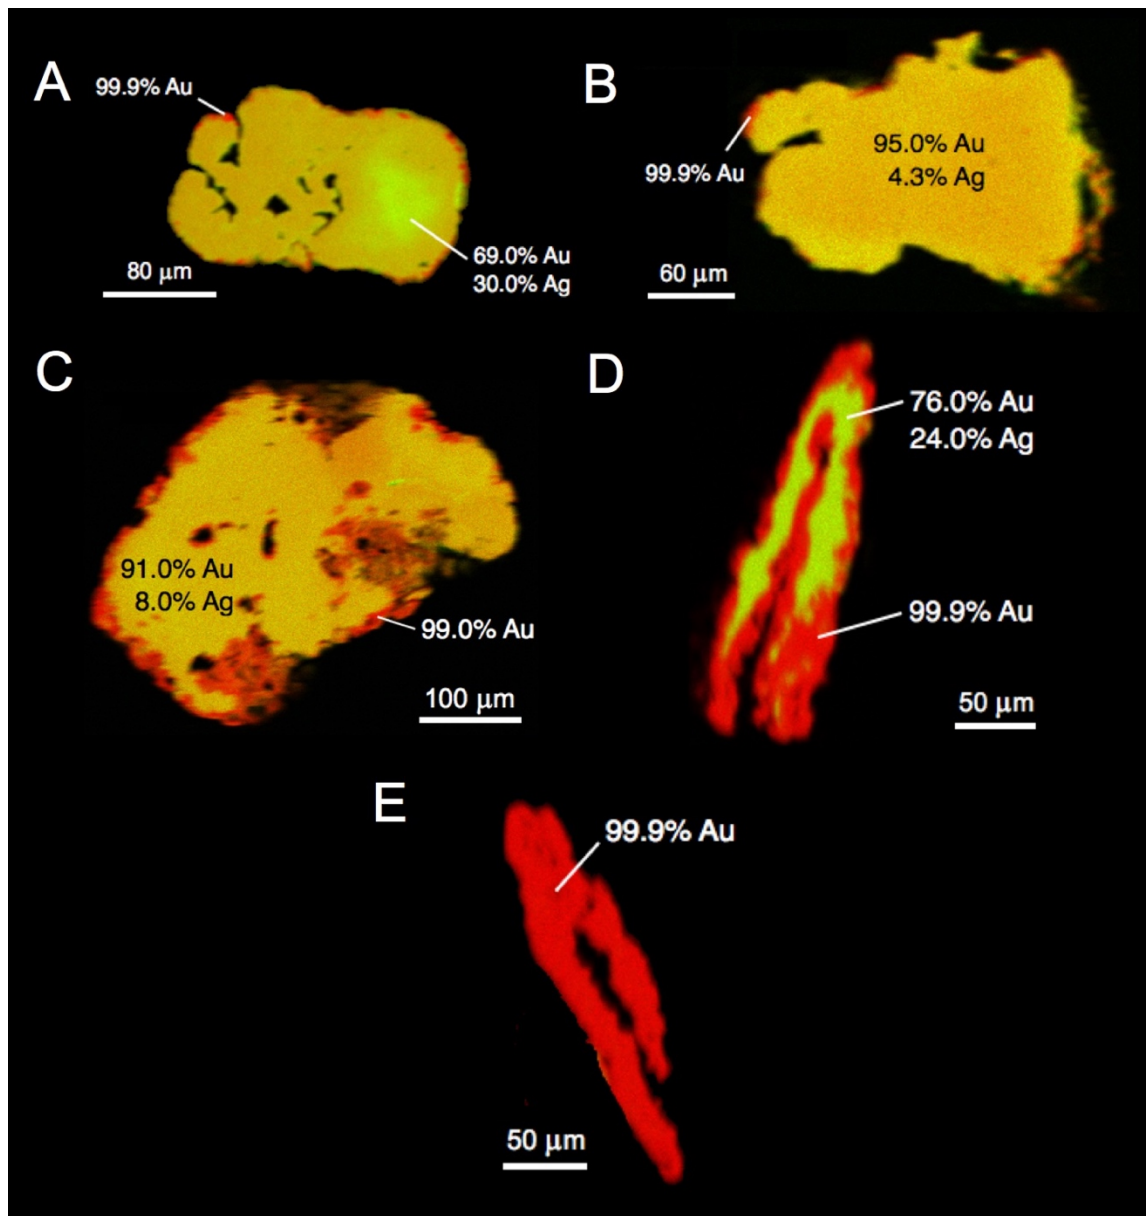 A
99.9% Au
69.0% Au
30.0% Ag
80 µm
B
99.9% Au
95.0% Au
4.3% Ag
60 µm
C
91.0% Au
8.0% Ag
99.0% Au
100 µm
D
76.0% Au
24.0% Ag
99.9% Au
50 µm
E
99.9% Au
50 µm